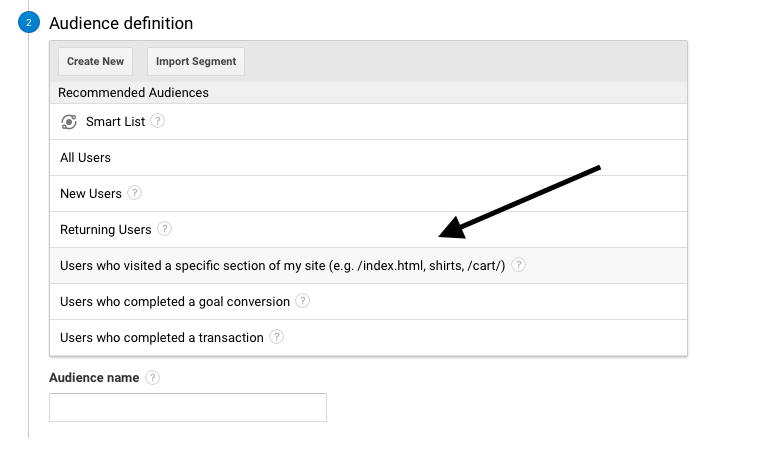 2
Audience definition
Create New Import Segment
Recommended Audiences
Smart List ?
All Users
New Users ?
Returning Users ?
Users who visited a specific section of my site (e.g. /index.html, shirts, /cart/) ?
Users who completed a goal conversion ?
Users who completed a transaction ?
Audience name ?